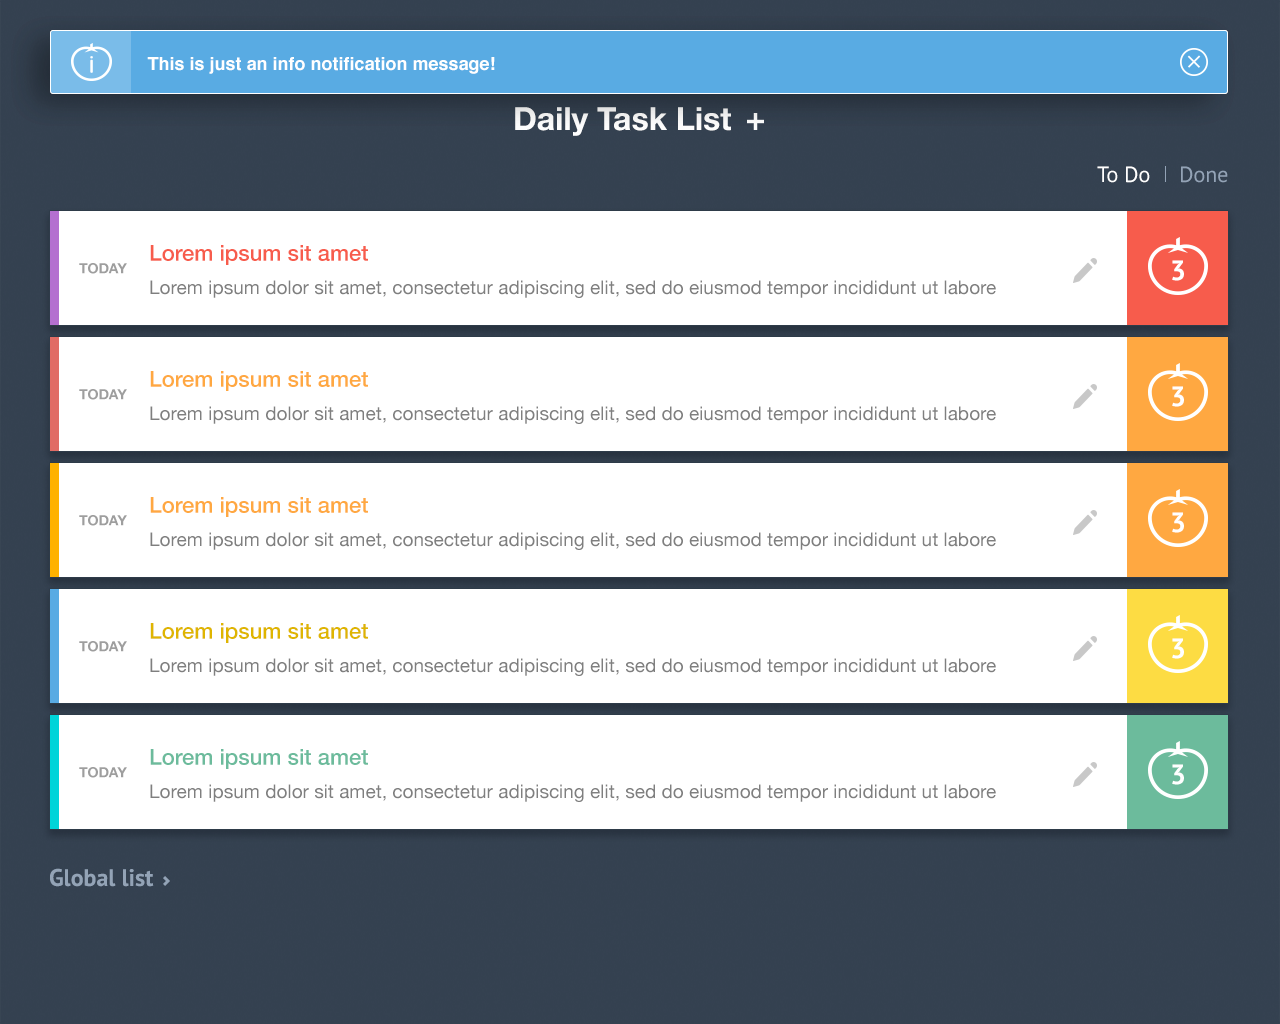 i
This is just an info notification message!
Daily Task List +
To Do | Done
TODAY
Lorem ipsum sit amet
Lorem ipsum dolor sit amet, consectetur adipiscing elit, sed do eiusmod tempor incididunt ut labore
3
TODAY
Lorem ipsum sit amet
Lorem ipsum dolor sit amet, consectetur adipiscing elit, sed do eiusmod tempor incididunt ut labore
3
TODAY
Lorem ipsum sit amet
Lorem ipsum dolor sit amet, consectetur adipiscing elit, sed do eiusmod tempor incididunt ut labore
3
TODAY
Lorem ipsum sit amet
Lorem ipsum dolor sit amet, consectetur adipiscing elit, sed do eiusmod tempor incididunt ut labore
3
TODAY
Lorem ipsum sit amet
Lorem ipsum dolor sit amet, consectetur adipiscing elit, sed do eiusmod tempor incididunt ut labore
3
Global list ›